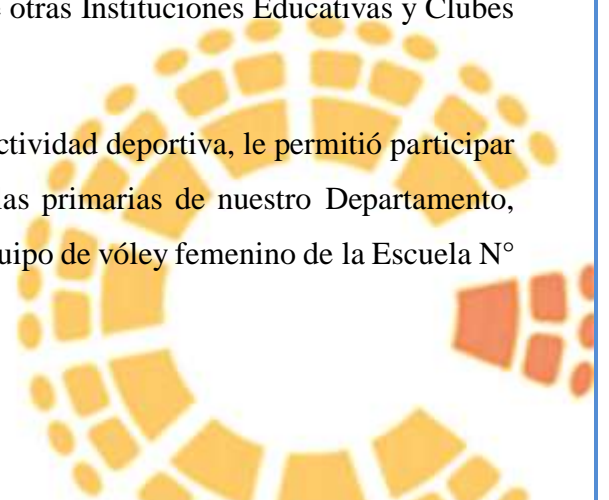 otras Instituciones Educativas y Clubes
ctividad deportiva, le permitió participar
las primarias de nuestro Departamento,
uipo de vóley femenino de la Escuela N°